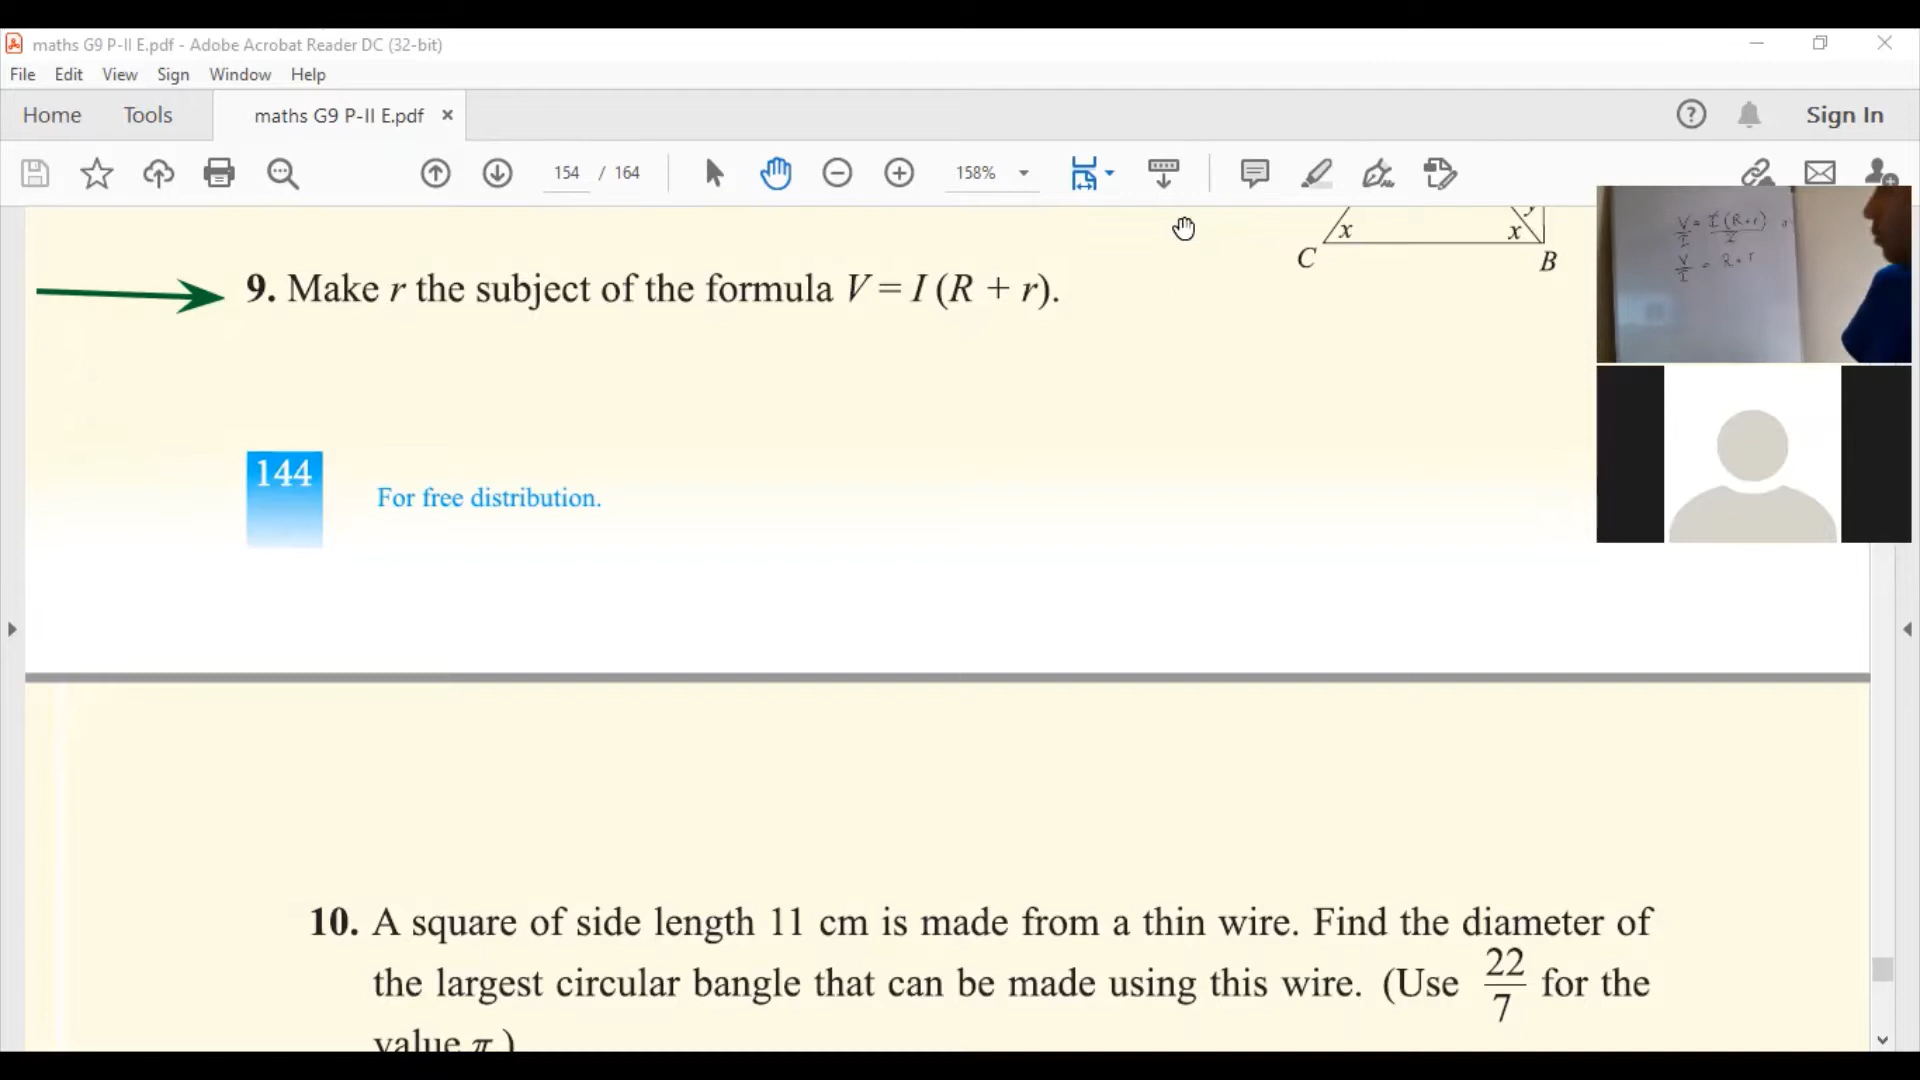 maths G9 P-II E.pdf - Adobe Acrobat Reader DC (32-bit)
File Edit View Sign Window Help
Home Tools maths G9 P-II E.pdf × Sign In
154 / 164 158%
x x
C B
9. Make r the subject of the formula V = I (R + r).
V/I = I (R+r)/I
V/I = R+r
144
For free distribution.
10. A square of side length 11 cm is made from a thin wire. Find the diameter of
the largest circular bangle that can be made using this wire. (Use 22/7 for the
value π.)